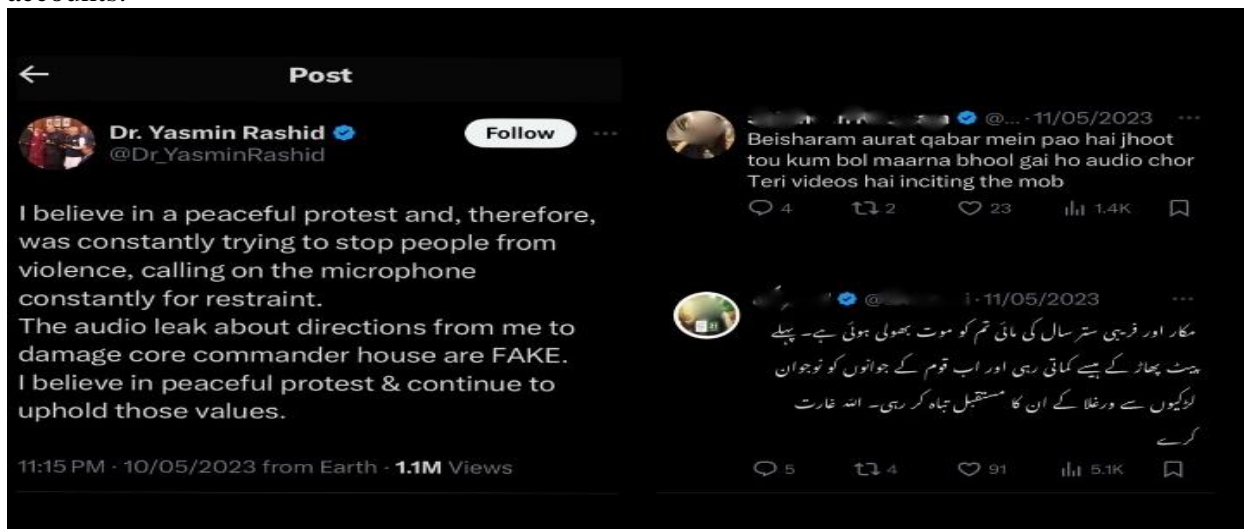 accounts.
Post
Dr. Yasmin Rashid
@Dr_YasminRashid
Follow
I believe in a peaceful protest and, therefore,
was constantly trying to stop people from
violence, calling on the microphone
constantly for restraint.
The audio leak about directions from me to
damage core commander house are FAKE.
I believe in peaceful protest & continue to
uphold those values.
11:15 PM · 10/05/2023 from Earth · 1.1M Views
@... · 11/05/2023
Beisharam aurat qabar mein pao hai jhoot
tou kum bol maarna bhool gai ho audio chor
Teri videos hai inciting the mob
4 2 23 1.4K
@ i · 11/05/2023
مکار اور فریبی ستر سال کی مائی تم کو موت بھولی ہوئی ہے۔ پہلے
پیٹ پھاڑ کے پیسے کماتی رہی اور اب قوم کے جوانوں کو نوجوان
لڑکیوں سے ورغلا کے ان کا مستقبل تباہ کر رہی۔ اللہ غارت
کرے
5 4 91 5.1K